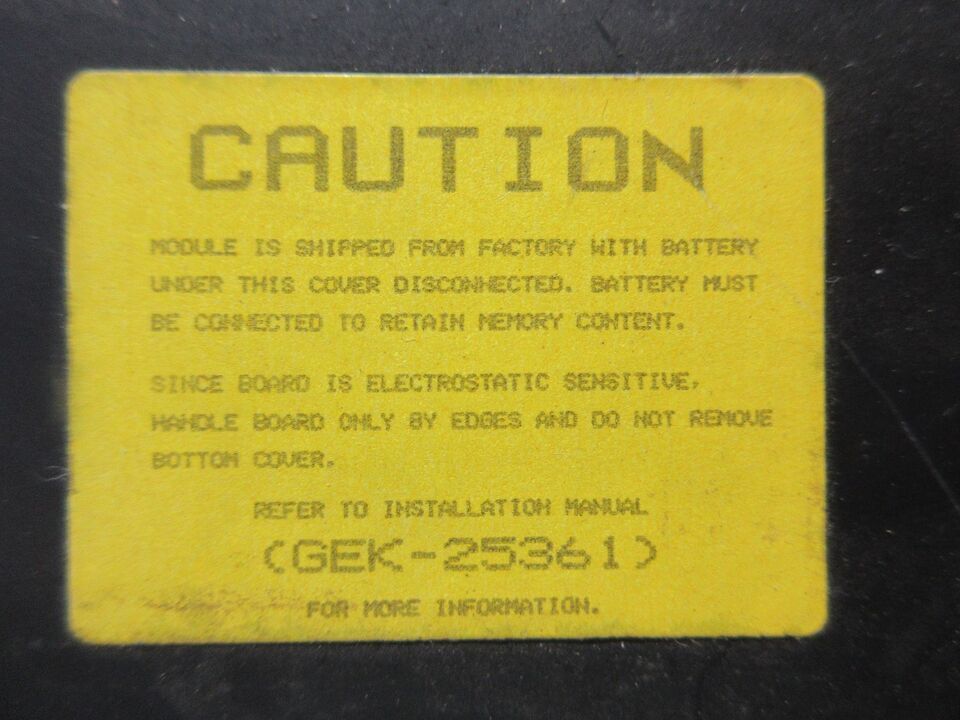 CAUTION
MODULE IS SHIPPED FROM FACTORY WITH BATTERY
UNDER THIS COVER DISCONNECTED. BATTERY MUST
BE CONNECTED TO RETAIN MEMORY CONTENT.
SINCE BOARD IS ELECTROSTATIC SENSITIVE,
HANDLE BOARD ONLY BY EDGES AND DO NOT REMOVE
BOTTOM COVER.
REFER TO INSTALLATION MANUAL
(GEK-25361)
FOR MORE INFORMATION.